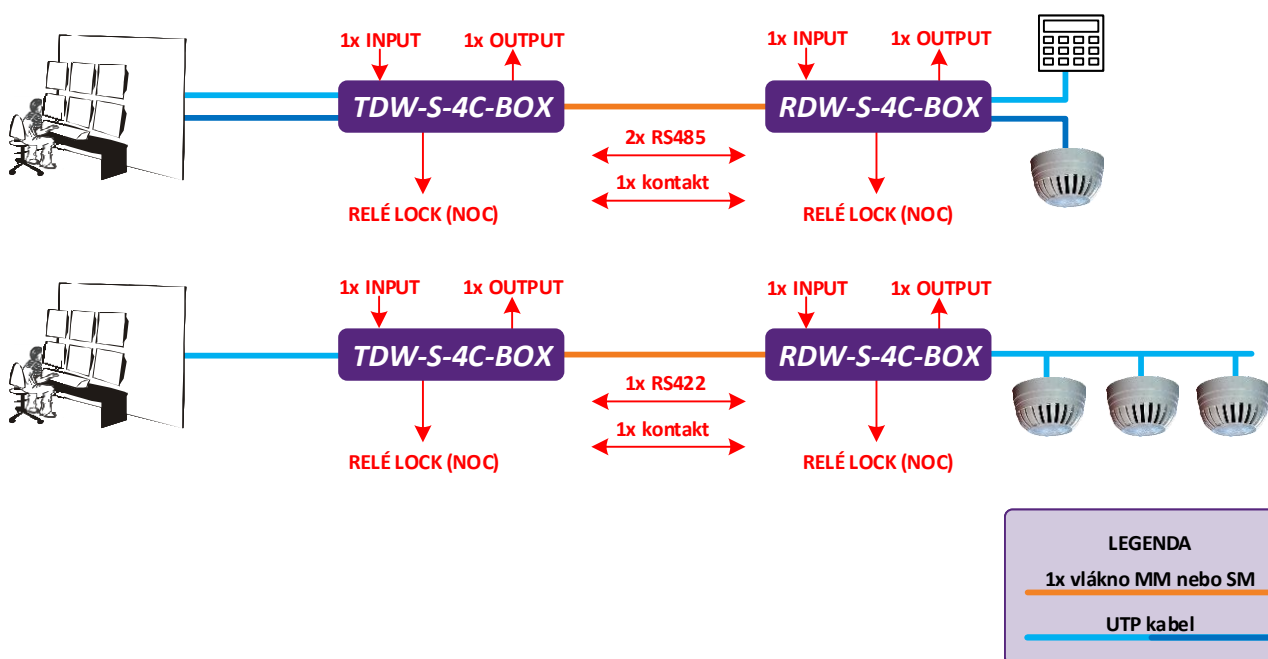 1x INPUT
1x OUTPUT
1x INPUT
1x OUTPUT
TDW-S-4C-BOX
RDW-S-4C-BOX
2x RS485
1x kontakt
RELÉ LOCK (NOC)
RELÉ LOCK (NOC)
1x INPUT
1x OUTPUT
1x INPUT
1x OUTPUT
TDW-S-4C-BOX
RDW-S-4C-BOX
1x RS422
1x kontakt
RELÉ LOCK (NOC)
RELÉ LOCK (NOC)
LEGENDA
1x vlákno MM nebo SM
UTP kabel